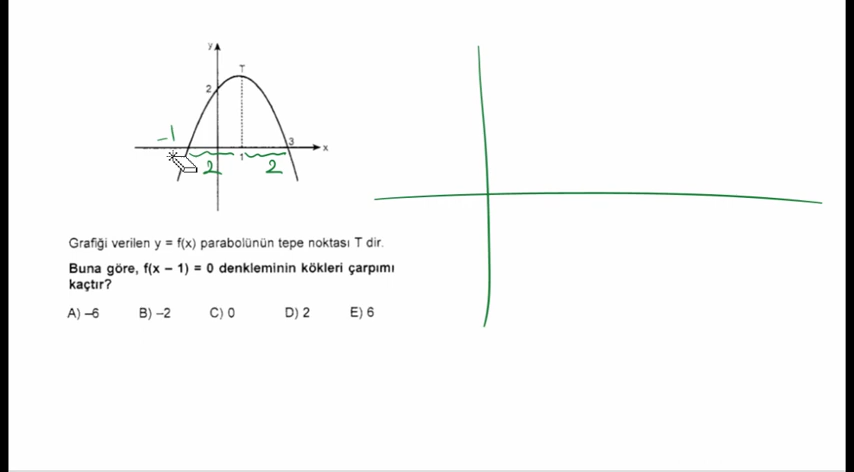 y
T
2
-1
3
x
1
2
2
Grafiği verilen y = f(x) parabolünün tepe noktası T dir.
Buna göre, f(x − 1) = 0 denkleminin kökleri çarpımı
kaçtır?
A) –6 B) –2 C) 0 D) 2 E) 6